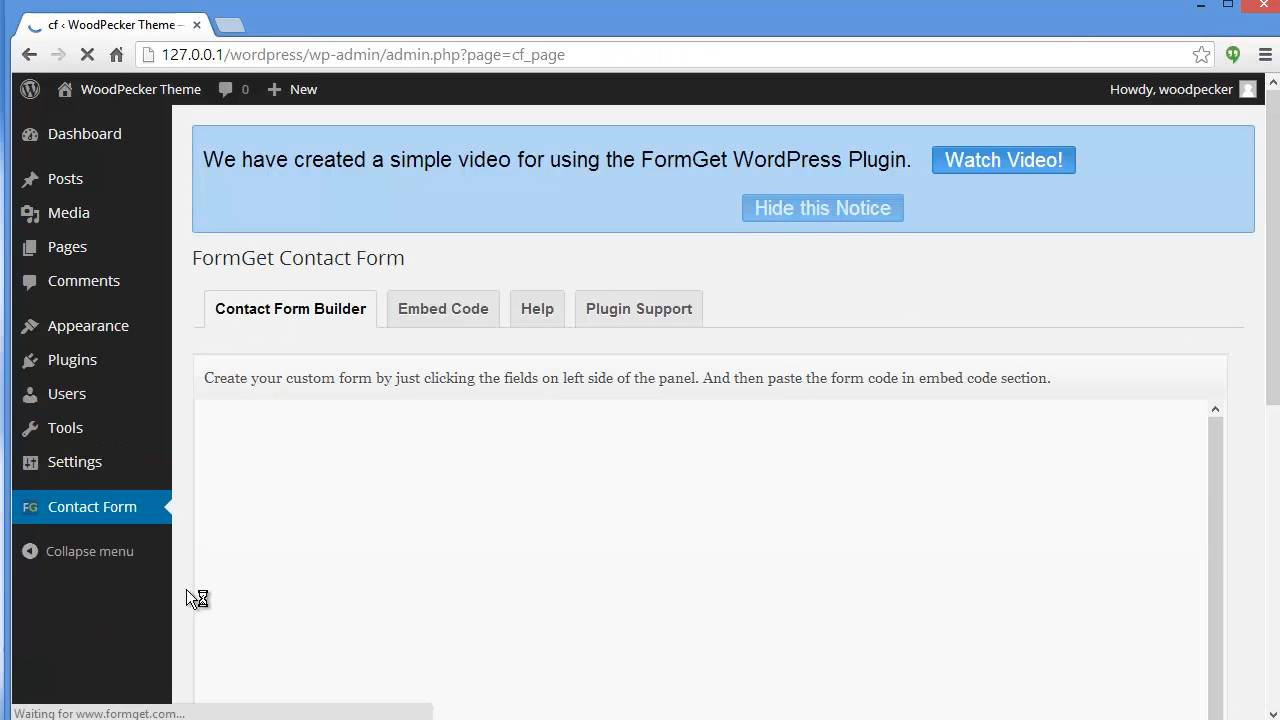 cf ‹ WoodPecker Theme –
127.0.0.1/wordpress/wp-admin/admin.php?page=cf_page
WoodPecker Theme 0 New Howdy, woodpecker
Dashboard
Posts
Media
Pages
Comments
Appearance
Plugins
Users
Tools
Settings
FG Contact Form
Collapse menu
We have created a simple video for using the FormGet WordPress Plugin. Watch Video!
Hide this Notice
FormGet Contact Form
Contact Form Builder Embed Code Help Plugin Support
Create your custom form by just clicking the fields on left side of the panel. And then paste the form code in embed code section.
Waiting for www.formget.com...